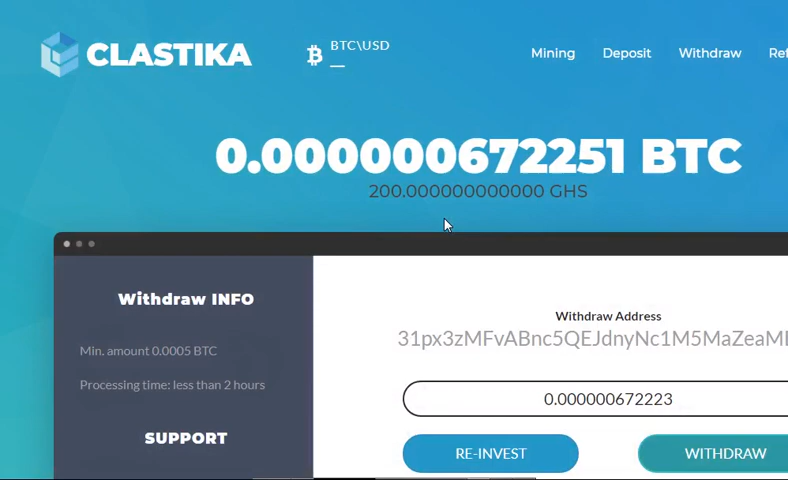 CLASTIKA
BTC\USD
Mining Deposit Withdraw
0.000000672251 BTC
200.000000000000 GHS
Withdraw INFO
Withdraw Address
Min. amount 0.0005 BTC
Processing time: less than 2 hours
0.000000672223
SUPPORT
RE-INVEST WITHDRAW